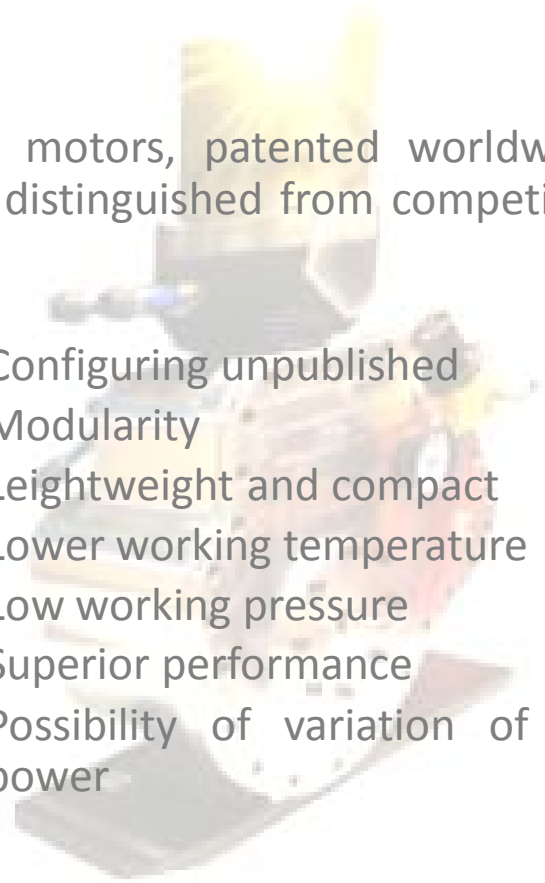 motors, patented worldw
distinguished from competi
Configuring unpublished
Modularity
Leightweight and compact
Lower working temperature
Low working pressure
Superior performance
Possibility of variation of
power